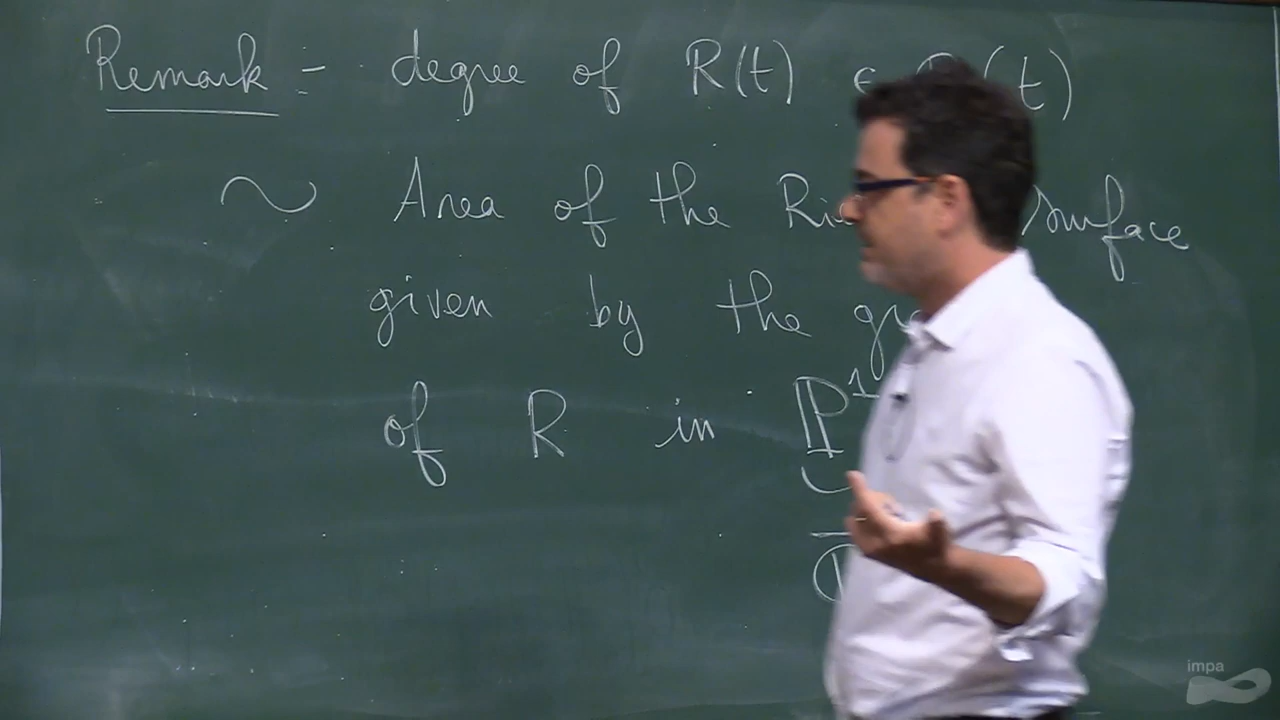 Remark :- degree of R(t) ∈ (t)
~ Area of the surface
given by the
of R in ℙ¹
impa